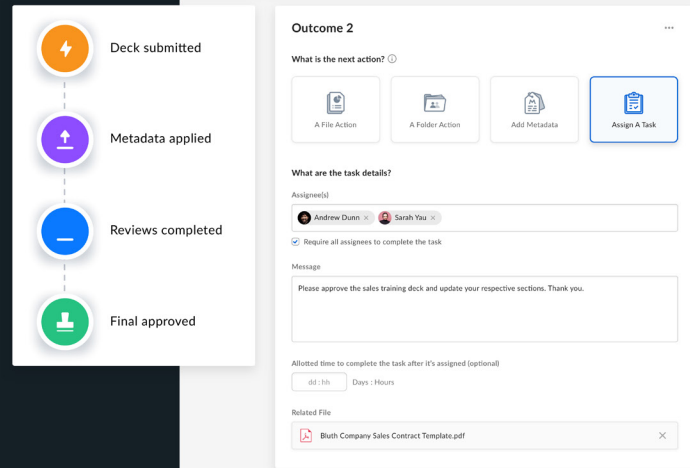 Deck submitted
Metadata applied
Reviews completed
Final approved
Outcome 2
What is the next action?
A File Action
A Folder Action
Add Metadata
Assign A Task
What are the task details?
Assignee(s)
Andrew Dunn × Sarah Yau ×
Require all assignees to complete the task
Message
Please approve the sales training deck and update your respective sections. Thank you.
Allotted time to complete the task after it's assigned (optional)
dd : hh Days : Hours
Related File
Bluth Company Sales Contract Template.pdf